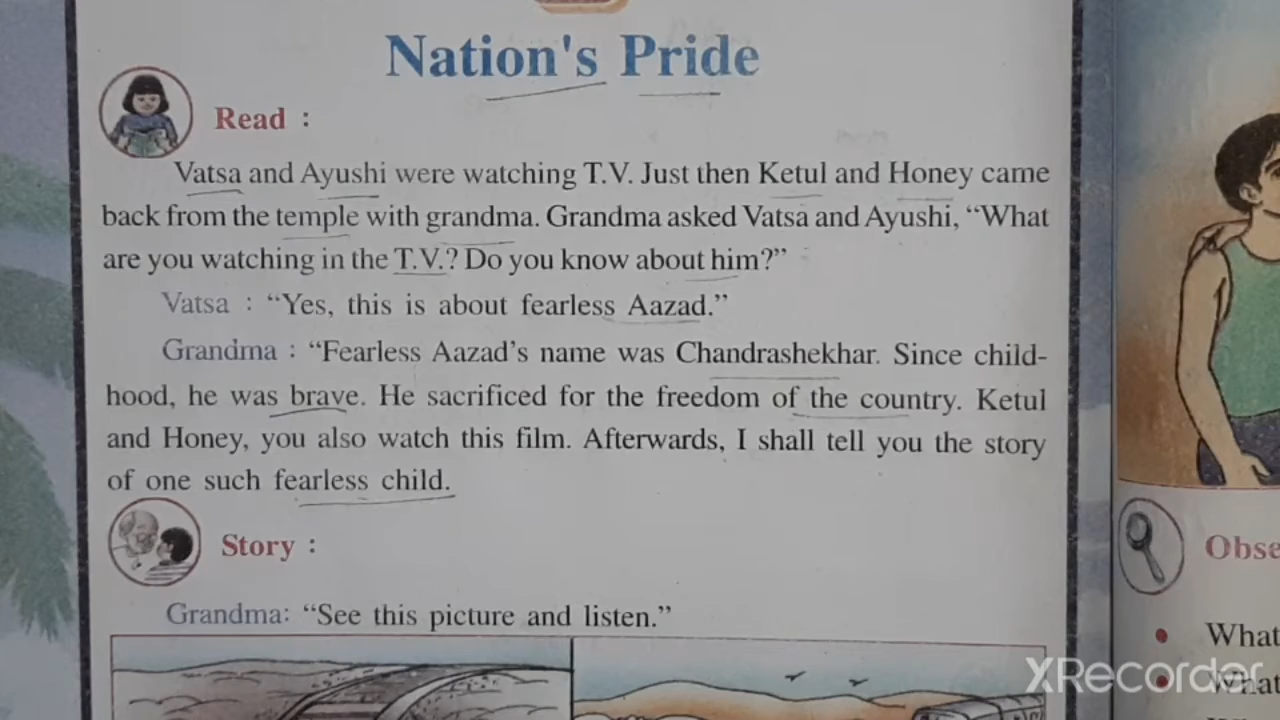 Nation's Pride
Read :
Vatsa and Ayushi were watching T.V. Just then Ketul and Honey came
back from the temple with grandma. Grandma asked Vatsa and Ayushi, “What
are you watching in the T.V.? Do you know about him?”
Vatsa : “Yes, this is about fearless Aazad.”
Grandma : “Fearless Aazad’s name was Chandrashekhar. Since child-
hood, he was brave. He sacrificed for the freedom of the country. Ketul
and Honey, you also watch this film. Afterwards, I shall tell you the story
of one such fearless child.
Story :
Grandma: “See this picture and listen.”
Obse
• What
• What
XRecorder